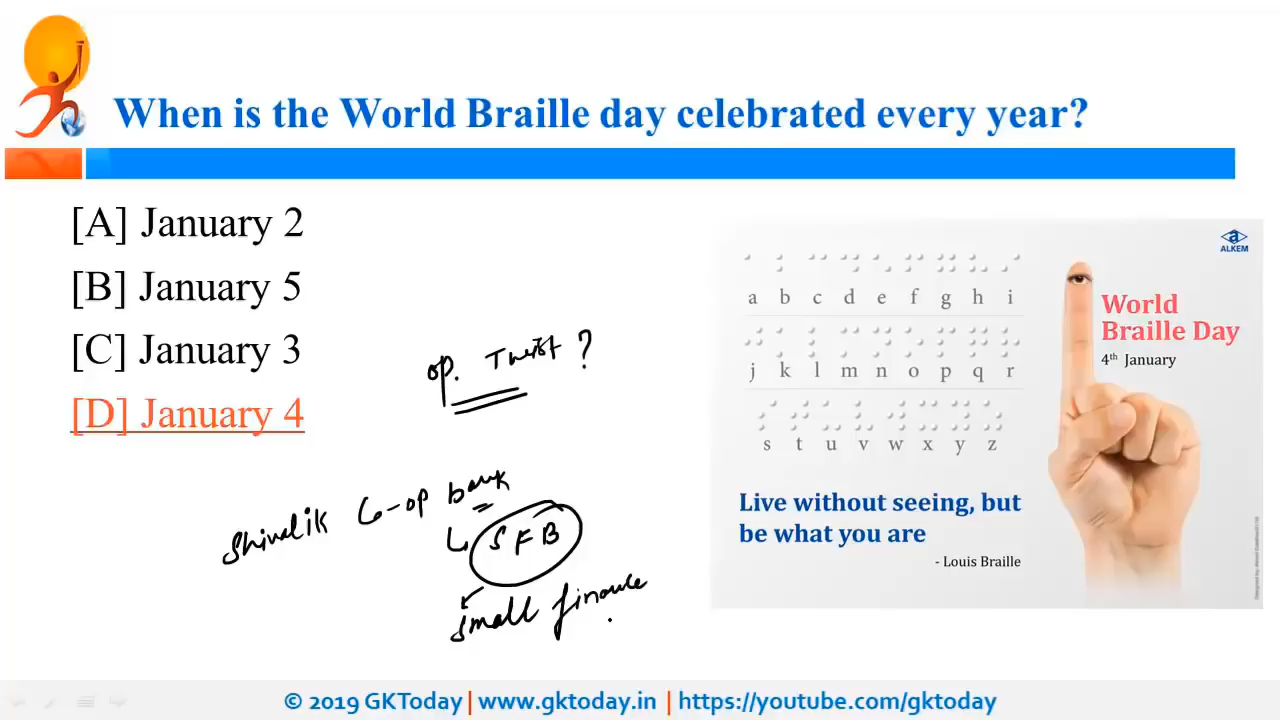 When is the World Braille day celebrated every year?
[A] January 2
[B] January 5
[C] January 3
[D] January 4
op. Twist ?
Shivalik Co-op bank
SFB
small finance
ALKEM
a b c d e f g h i
j k l m n o p q r
s t u v w x y z
World
Braille Day
4th January
Live without seeing, but
be what you are
- Louis Braille
© 2019 GKToday | www.gktoday.in | https://youtube.com/gktoday